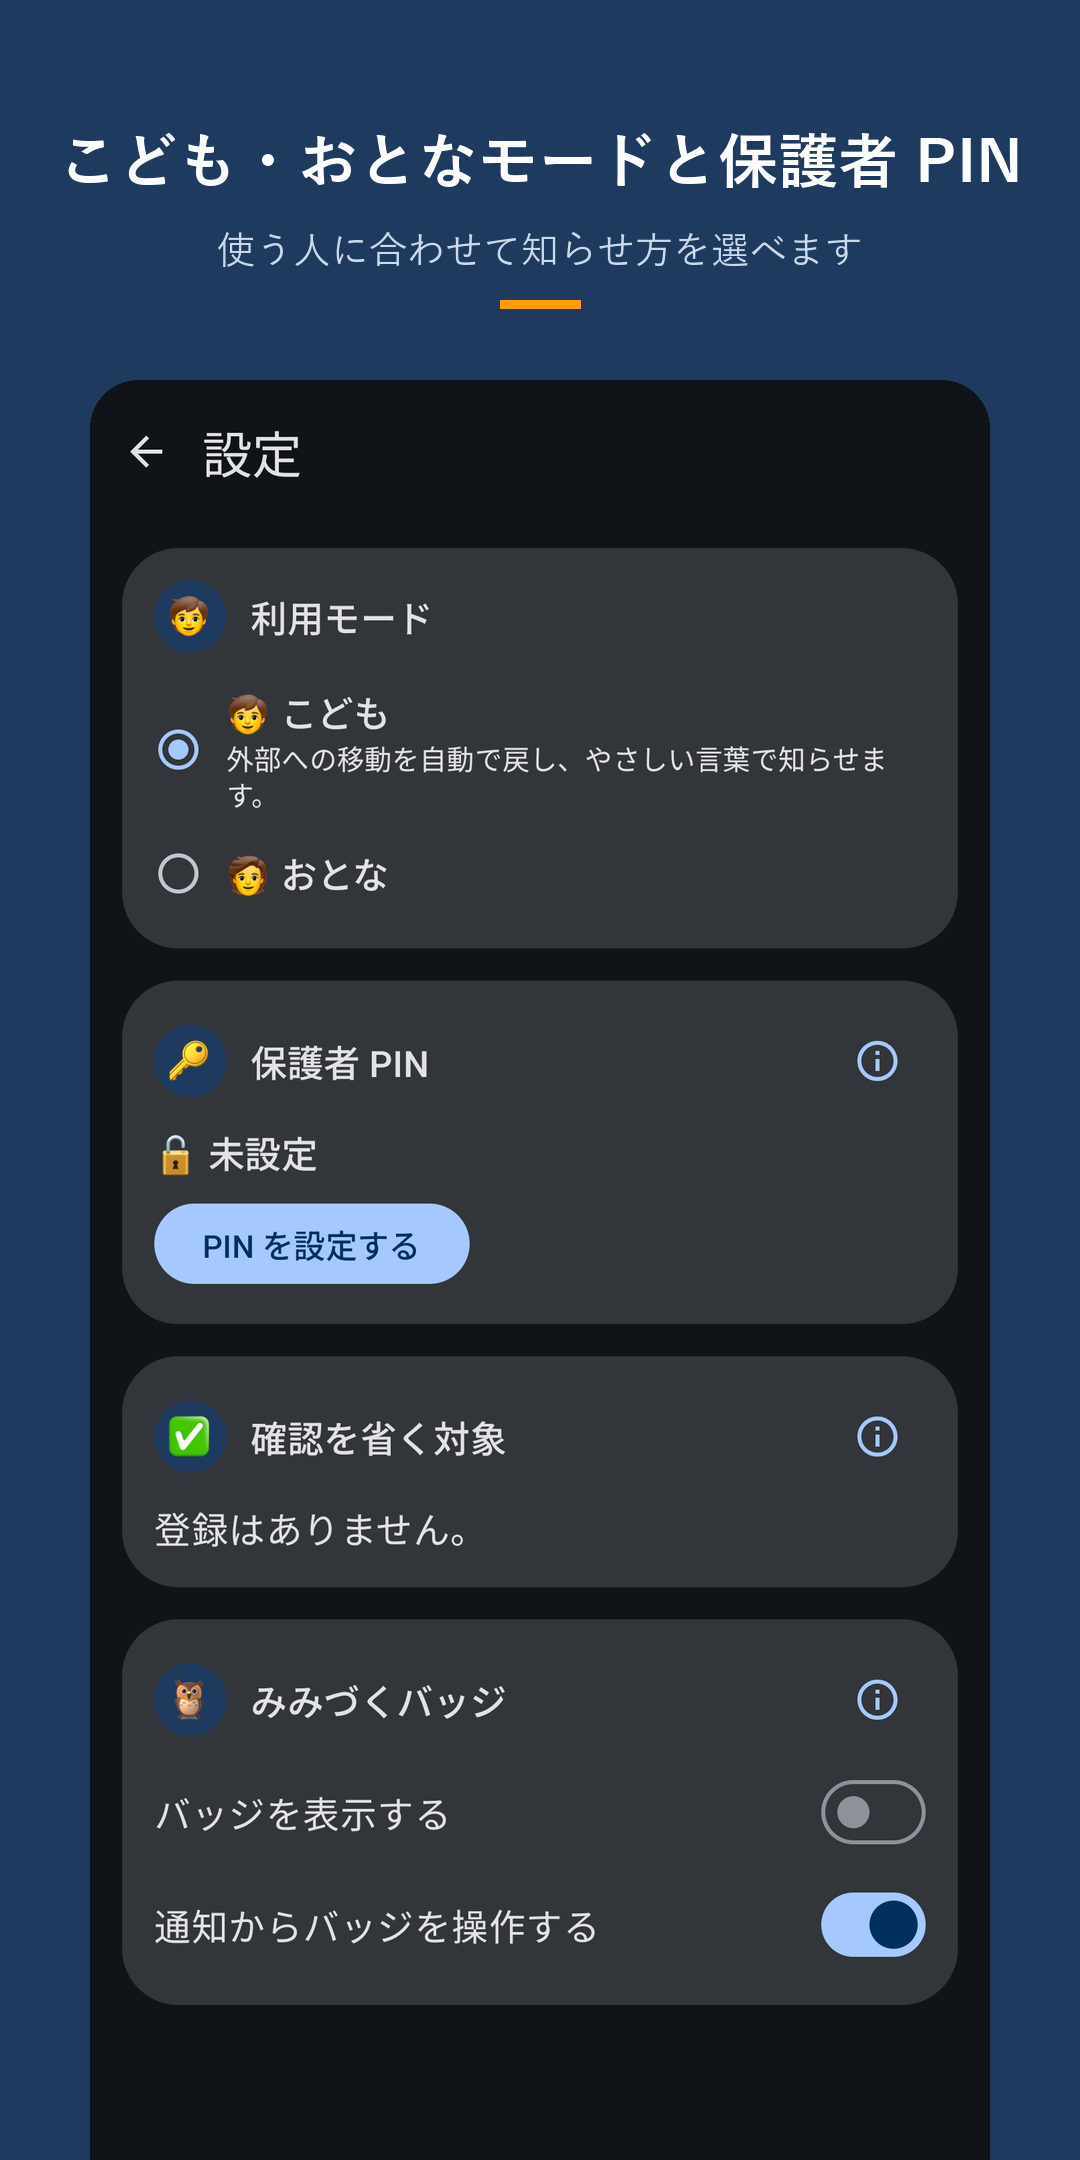 こども・おとなモードと保護者 PIN
使う人に合わせて知らせ方を選べます
設定
利用モード
こども
外部への移動を自動で戻し、やさしい言葉で知らせま
す。
おとな
保護者 PIN
未設定
PIN を設定する
確認を省く対象
登録はありません。
みみづくバッジ
バッジを表示する
通知からバッジを操作する